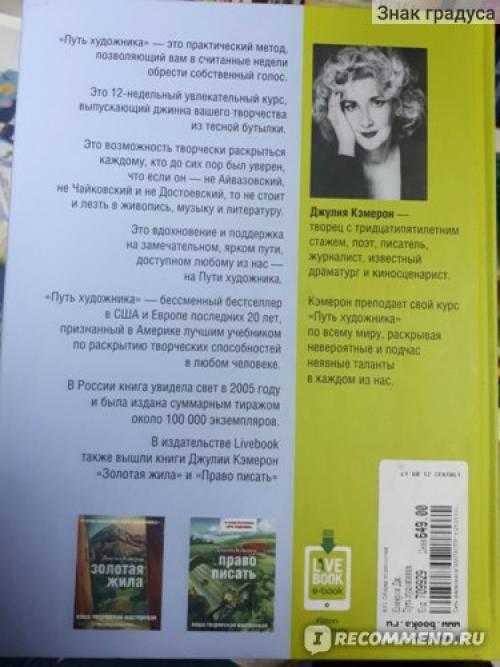 Знак градуса
«Путь художника» — это практический метод,
позволяющий вам в считанные недели
обрести собственный голос.
Это 12-недельный увлекательный курс,
выпускающий джинна вашего творчества
из тесной бутылки.
Это возможность творчески раскрыться
каждому, кто до сих пор был уверен,
что если он — не Айвазовский,
не Чайковский и не Достоевский, то не стоит
и лезть в живопись, музыку и литературу.
Это вдохновение и поддержка
на замечательном, ярком пути,
доступном любому из нас —
на Пути художника.
«Путь художника» — бессменный бестселлер
в США и Европе последних 20 лет,
признанный в Америке лучшим учебником
по раскрытию творческих способностей
в любом человеке.
В России книга увидела свет в 2005 году
и была издана суммарным тиражом
около 100 000 экземпляров.
В издательстве Livebook
также вышли книги Джулии Кэмерон
«Золотая жила» и «Право писать»
Джулия Кэмерон —
творец с тридцатипятилетним
стажем, поэт, писатель,
журналист, известный
драматург и киносценарист.
Кэмерон преподает свой курс
«Путь художника»
по всему миру, раскрывая
невероятные и подчас
неявные таланты
в каждом из нас.
ЗОЛОТАЯ
ЖИЛА
ПРАВО
ПИСАТЬ
LIVE
BOOK
e-book
Цена: 649.00
Код 709929
www.books.ru
IRECOMMEND.RU